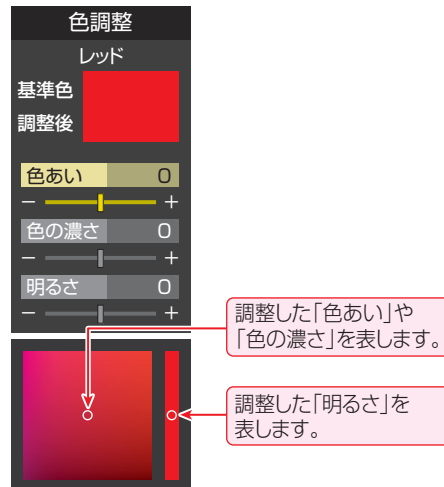 色調整
レッド
基準色
調整後
色あい 0
− +
色の濃さ 0
− +
明るさ 0
− +
調整した「色あい」や
「色の濃さ」を表します。
調整した「明るさ」を
表します。